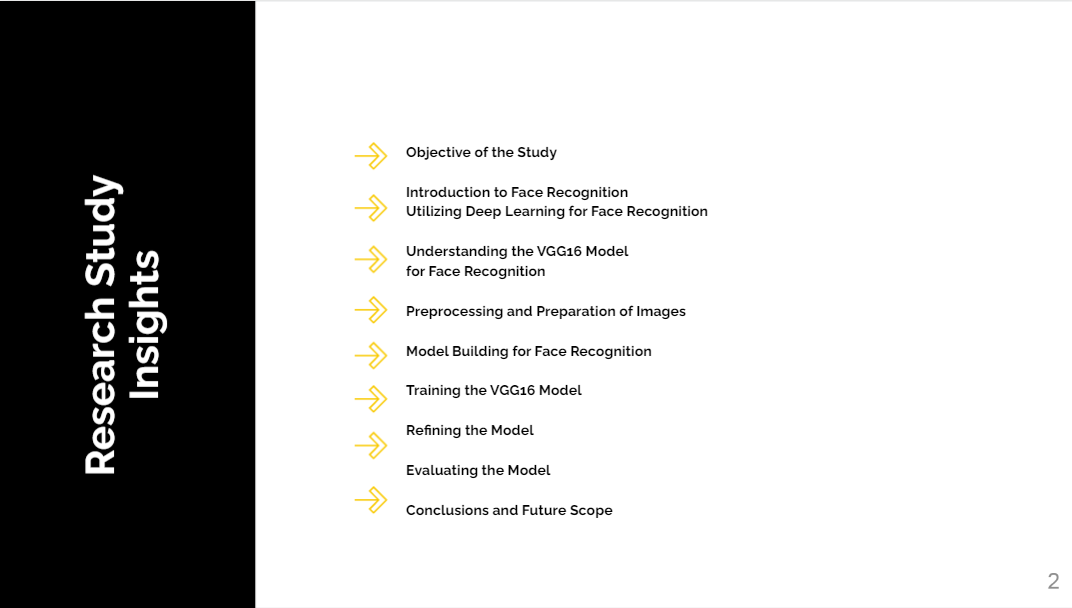 Research Study
Insights
Objective of the Study
Introduction to Face Recognition
Utilizing Deep Learning for Face Recognition
Understanding the VGG16 Model
for Face Recognition
Preprocessing and Preparation of Images
Model Building for Face Recognition
Training the VGG16 Model
Refining the Model
Evaluating the Model
Conclusions and Future Scope
2